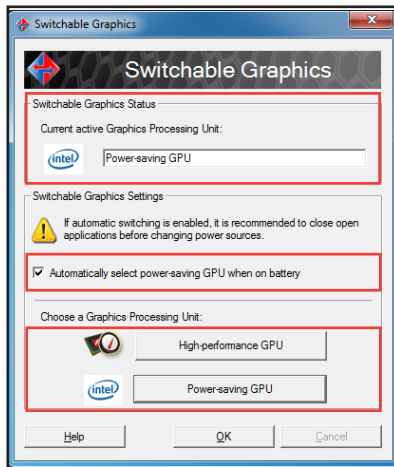 Switchable Graphics
Switchable Graphics
Switchable Graphics Status
Current active Graphics Processing Unit:
intel
Power-saving GPU
Switchable Graphics Settings
If automatic switching is enabled, it is recommended to close open
applications before changing power sources.
Automatically select power-saving GPU when on battery
Choose a Graphics Processing Unit:
High-performance GPU
intel
Power-saving GPU
Help
OK
Cancel